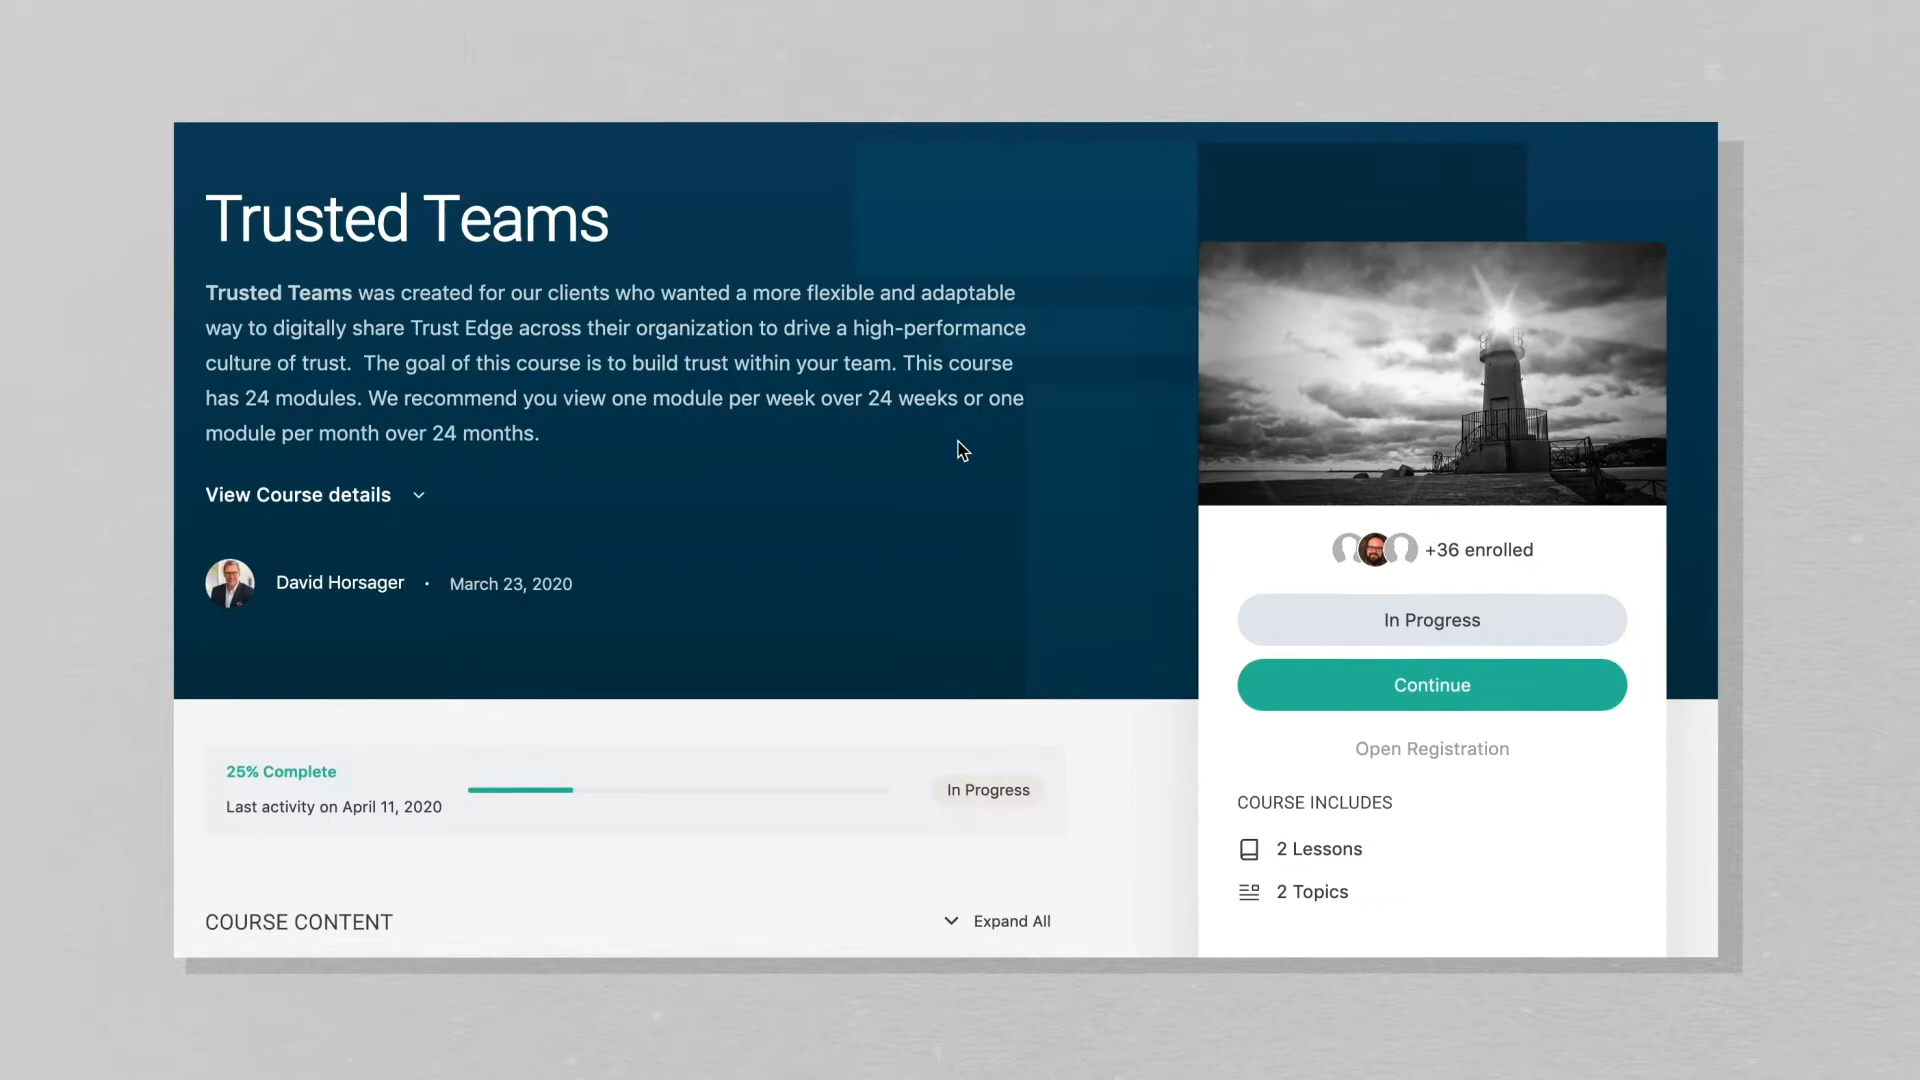 Trusted Teams
Trusted Teams was created for our clients who wanted a more flexible and adaptable
way to digitally share Trust Edge across their organization to drive a high-performance
culture of trust.  The goal of this course is to build trust within your team. This course
has 24 modules. We recommend you view one module per week over 24 weeks or one
module per month over 24 months.
View Course details
David Horsager · March 23, 2020
+36 enrolled
In Progress
Continue
Open Registration
COURSE INCLUDES
2 Lessons
2 Topics
25% Complete
Last activity on April 11, 2020
In Progress
COURSE CONTENT
Expand All